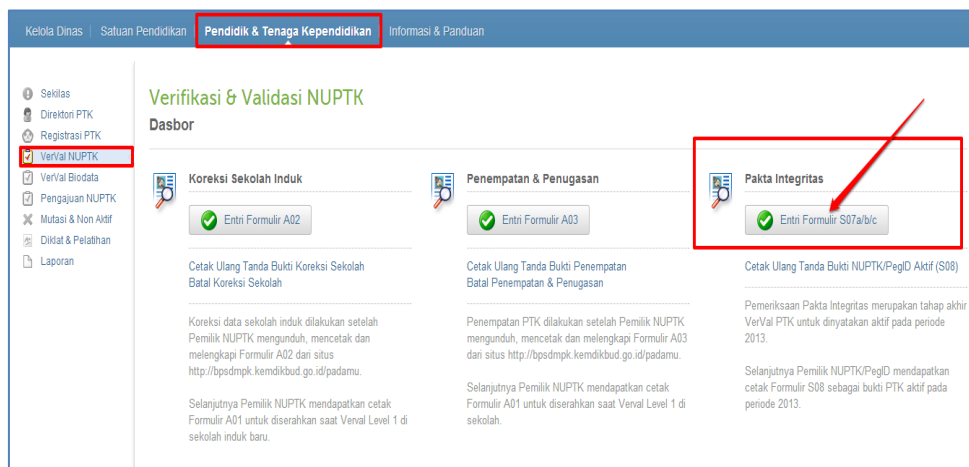 Kelola Dinas | Satuan Pendidikan Pendidik & Tenaga Kependidikan Informasi & Panduan
Sekilas
Direktori PTK
Registrasi PTK
VerVal NUPTK
VerVal Biodata
Pengajuan NUPTK
Mutasi & Non Aktif
Diklat & Pelatihan
Laporan
Verifikasi & Validasi NUPTK
Dasbor
Koreksi Sekolah Induk
Entri Formulir A02
Cetak Ulang Tanda Bukti Koreksi Sekolah
Batal Koreksi Sekolah
Koreksi data sekolah induk dilakukan setelah
Pemilik NUPTK mengunduh, mencetak dan
melengkapi Formulir A02 dari situs
http://bpsdmpk.kemdikbud.go.id/padamu.
Selanjutnya Pemilik NUPTK mendapatkan cetak
Formulir A01 untuk diserahkan saat Verval Level 1 di
sekolah induk baru.
Penempatan & Penugasan
Entri Formulir A03
Cetak Ulang Tanda Bukti Penempatan
Batal Penempatan & Penugasan
Penempatan PTK dilakukan setelah Pemilik NUPTK
mengunduh, mencetak dan melengkapi Formulir A03
dari situs http://bpsdmpk.kemdikbud.go.id/padamu.
Selanjutnya Pemilik NUPTK mendapatkan cetak
Formulir A01 untuk diserahkan saat Verval Level 1 di
sekolah.
Pakta Integritas
Entri Formulir S07a/b/c
Cetak Ulang Tanda Bukti NUPTK/PegID Aktif (S08)
Pemeriksaan Pakta Integritas merupakan tahap akhir
VerVal PTK untuk dinyatakan aktif pada periode
2013.
Selanjutnya Pemilik NUPTK/PegID mendapatkan
cetak Formulir S08 sebagai bukti PTK aktif pada
periode 2013.